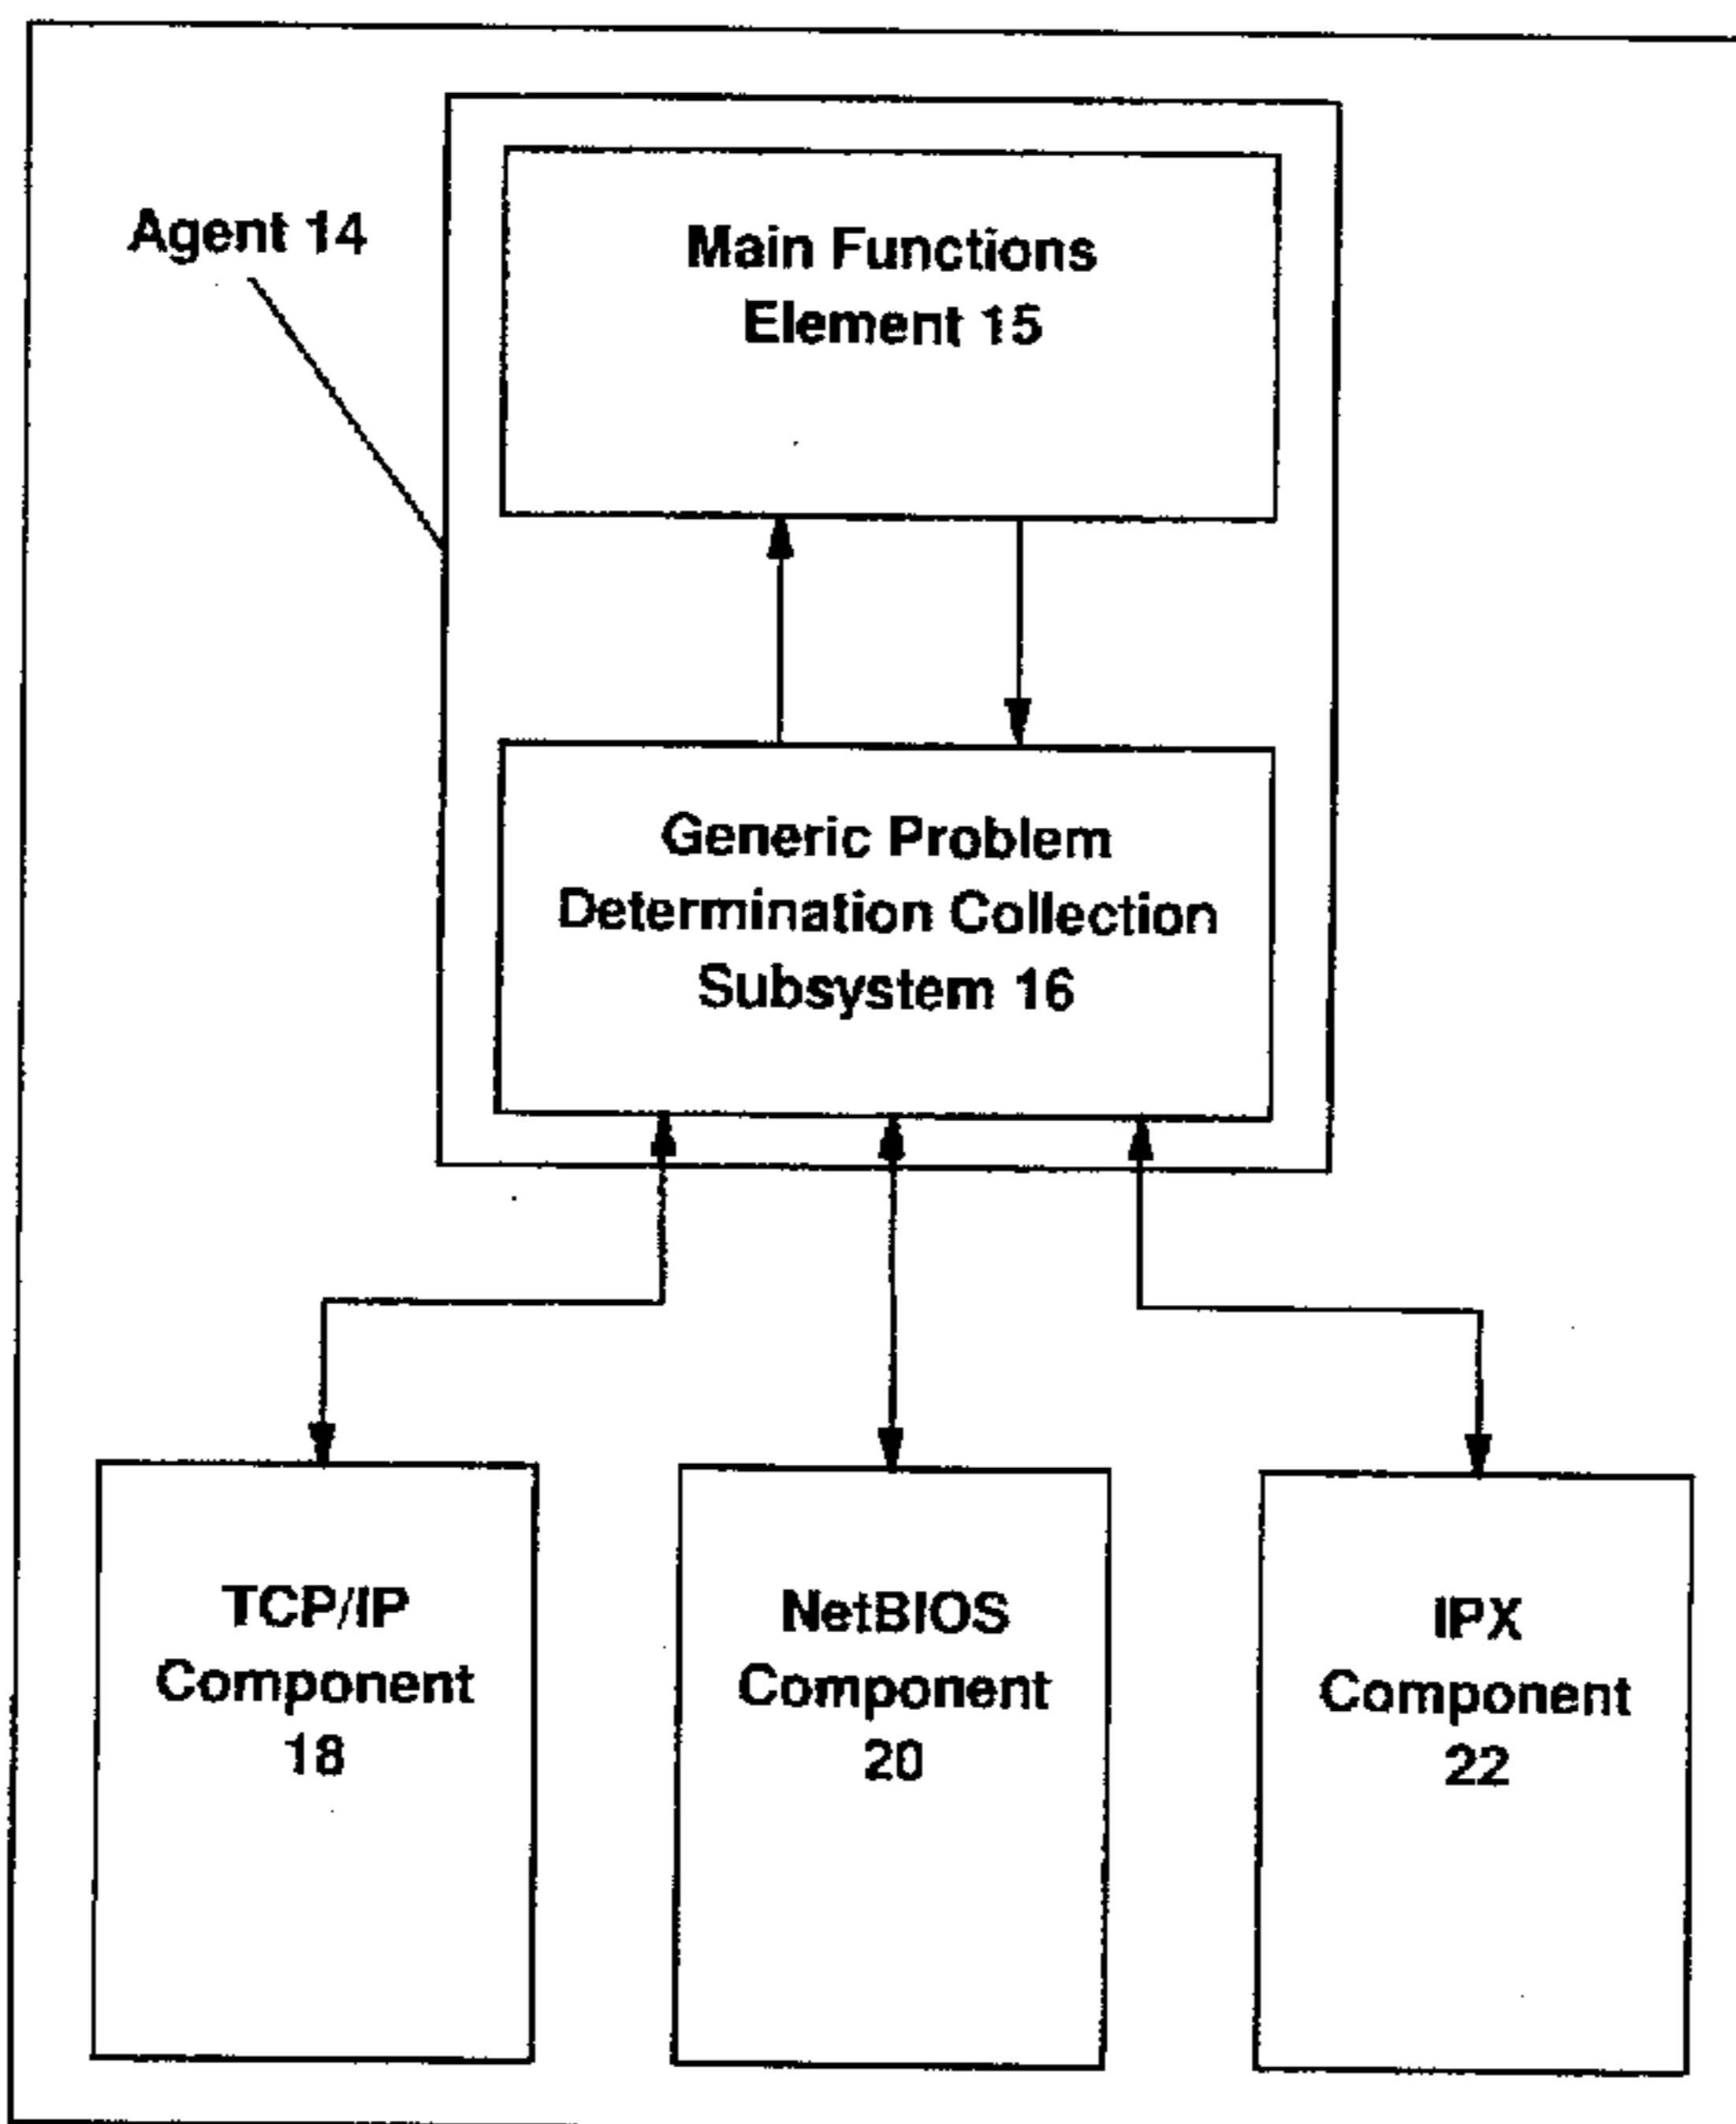 Agent 14
Main Functions
Element 15
Generic Problem
Determination Collection
Subsystem 16
TCP/IP
Component
18
NetBIOS
Component
20
IPX
Component
22